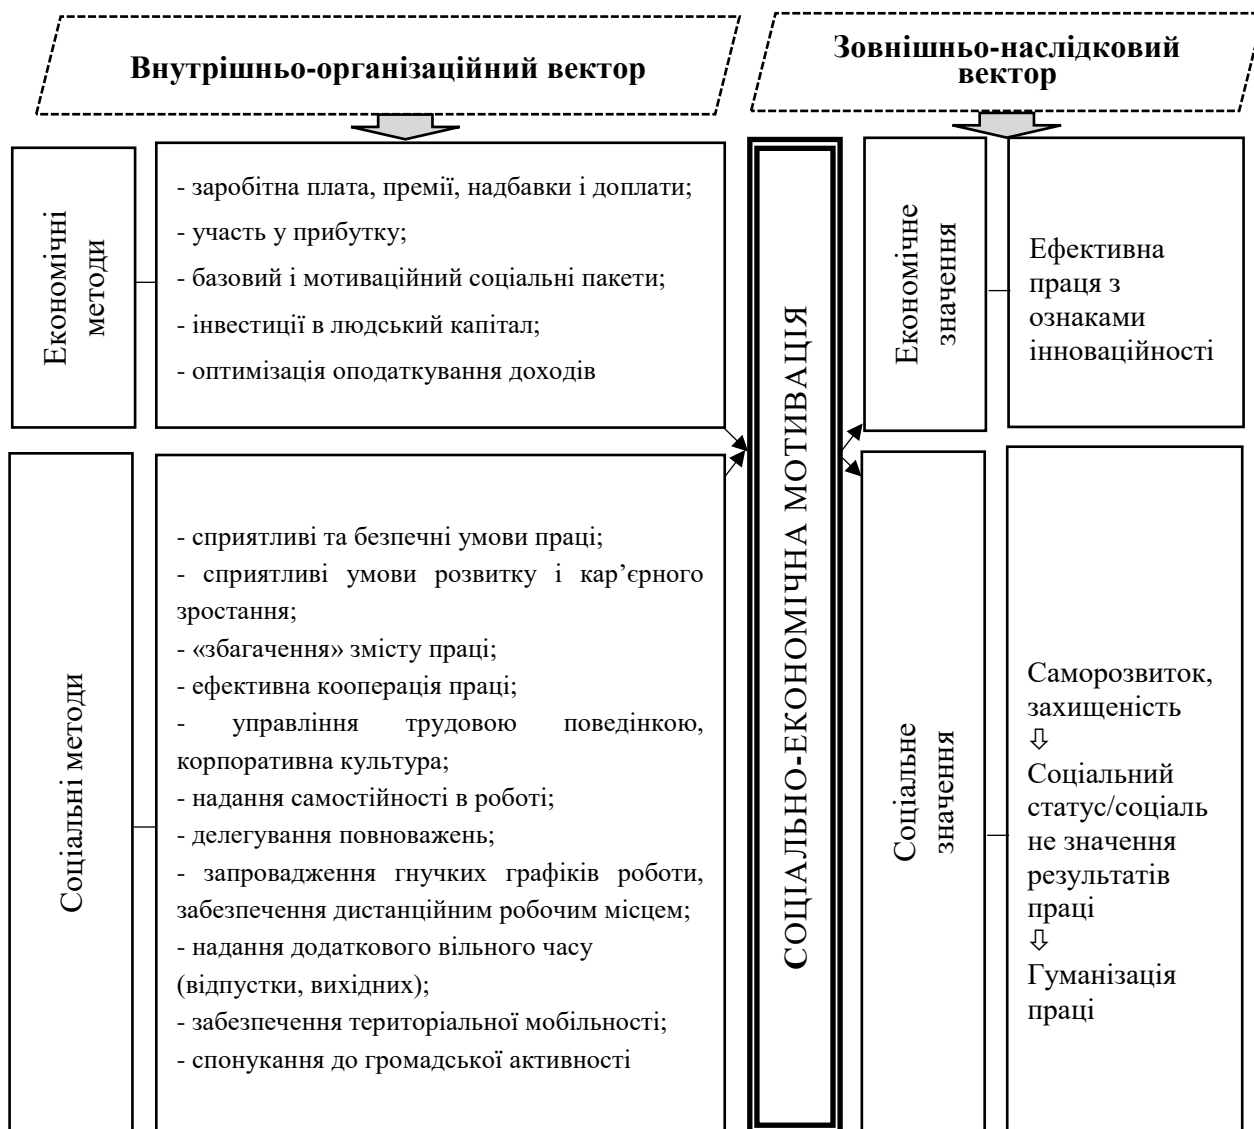 Внутрішньо-організаційний вектор
Зовнішньо-наслідковий
вектор
Економічні
методи
- заробітна плата, премії, надбавки і доплати;
- участь у прибутку;
- базовий і мотиваційний соціальні пакети;
- інвестиції в людський капітал;
- оптимізація оподаткування доходів
Соціальні методи
- сприятливі та безпечні умови праці;
- сприятливі умови розвитку і кар’єрного
зростання;
- «збагачення» змісту праці;
- ефективна кооперація праці;
- управління трудовою поведінкою,
корпоративна культура;
- надання самостійності в роботі;
- делегування повноважень;
- запровадження гнучких графіків роботи,
забезпечення дистанційним робочим місцем;
- надання додаткового вільного часу
(відпустки, вихідних);
- забезпечення територіальної мобільності;
- спонукання до громадської активності
СОЦІАЛЬНО-ЕКОНОМІЧНА МОТИВАЦІЯ
Економічне
значення
Ефективна
праця з
ознаками
інноваційності
Соціальне
значення
Саморозвиток,
захищеність
⇩
Соціальний
статус/соціаль
не значення
результатів
праці
⇩
Гуманізація
праці